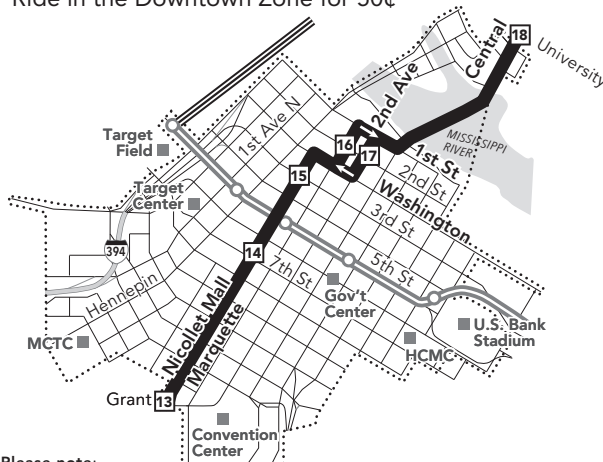 Ride in the Downtown Zone for 50¢
18
University
Central
2nd Ave
MISSISSIPPI
RIVER
1st Ave N
Target
Field
16
17
1st St
2nd St
Washington
15
3rd St
Target
Center
394
14
5th St
7th St
Hennepin
Gov't
Center
Nicollet Mall
Marquette
U.S. Bank
Stadium
MCTC
HCMC
Grant
13
Convention
Center
Please note: